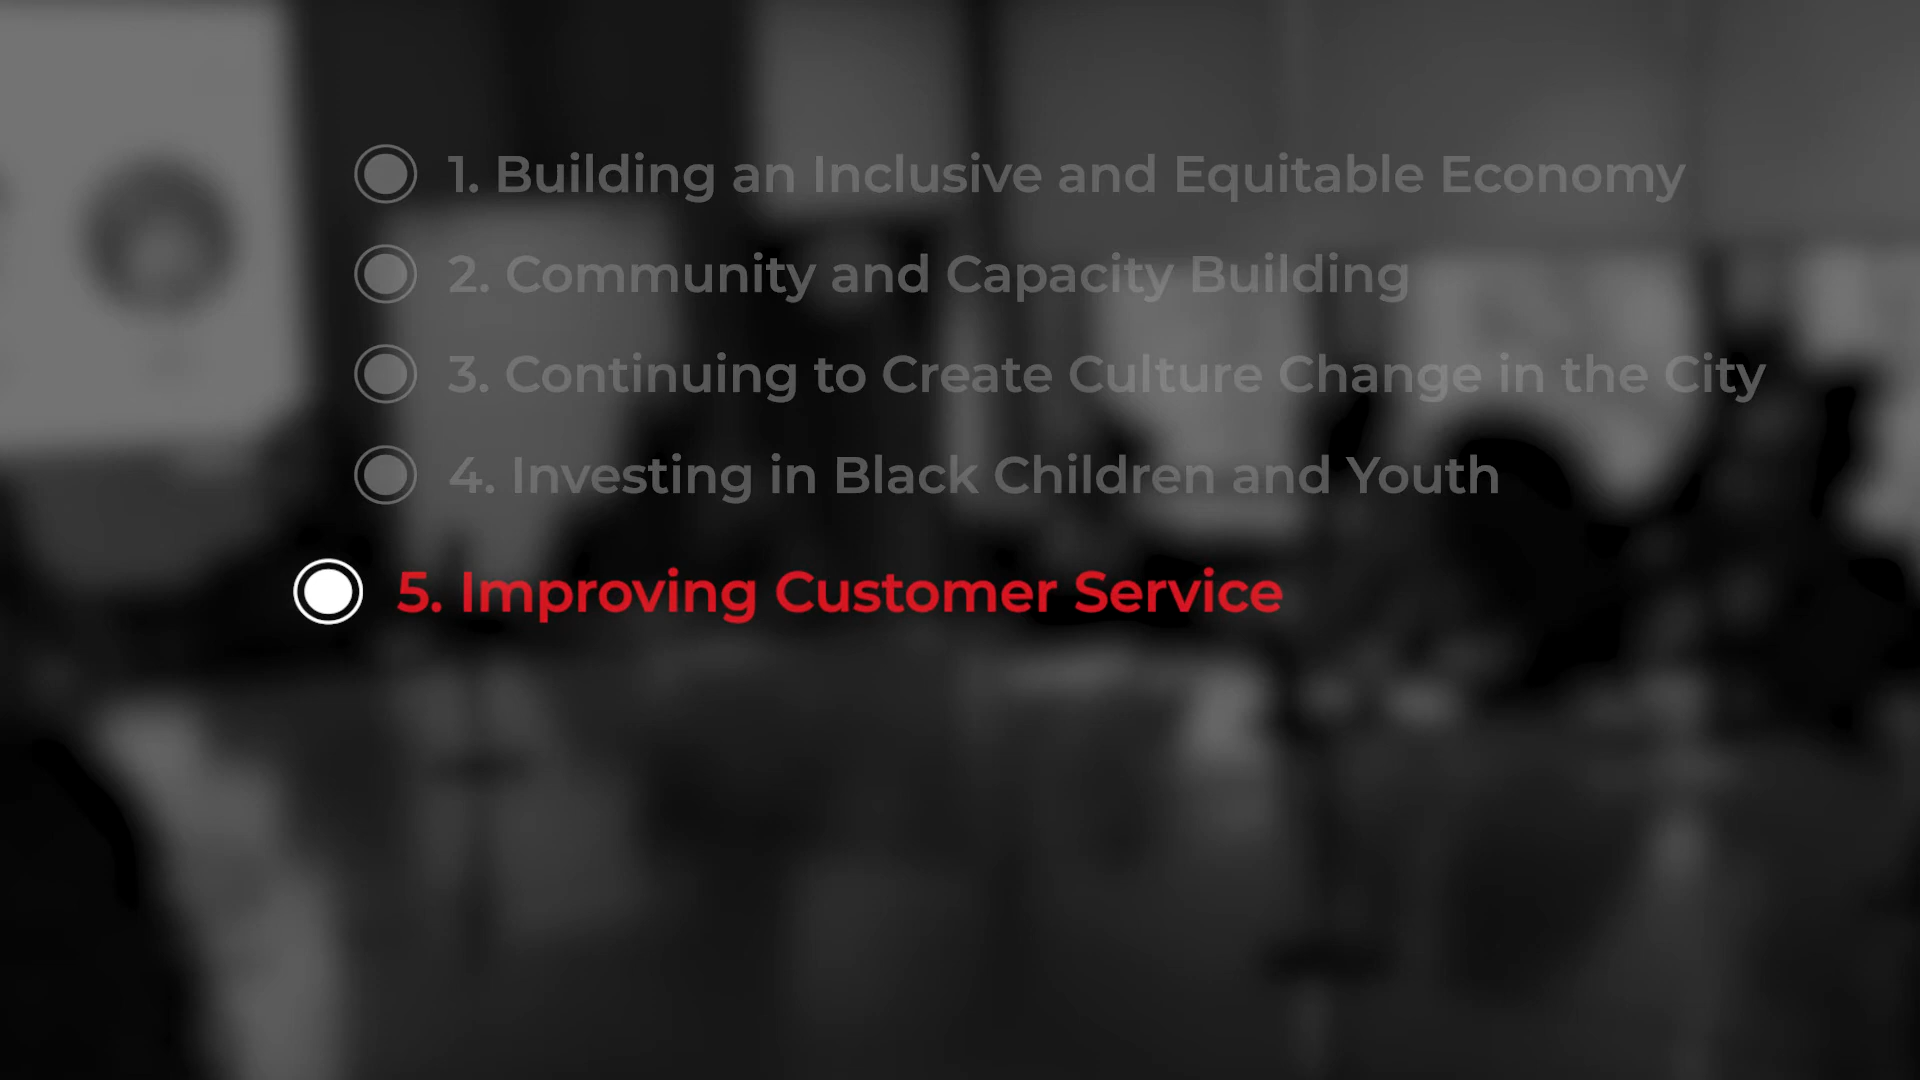 1. Building an Inclusive and Equitable Economy
2. Community and Capacity Building
3. Continuing to Create Culture Change in the City
4. Investing in Black Children and Youth
5. Improving Customer Service